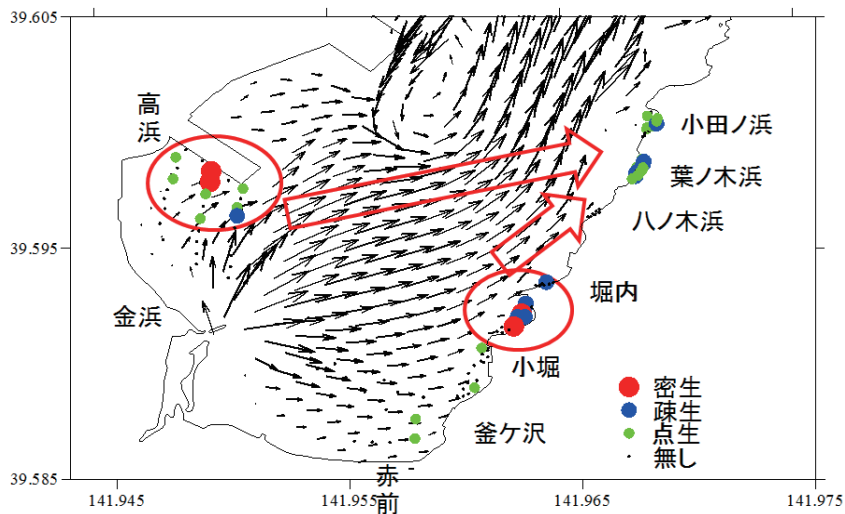 39.605
高
浜
小田ノ浜
葉ノ木浜
八ノ木浜
39.595
堀内
金浜
小堀
密生
疎生
釜ケ沢
点生
無し
39.585
赤
前
141.945
141.955
141.965
141.975